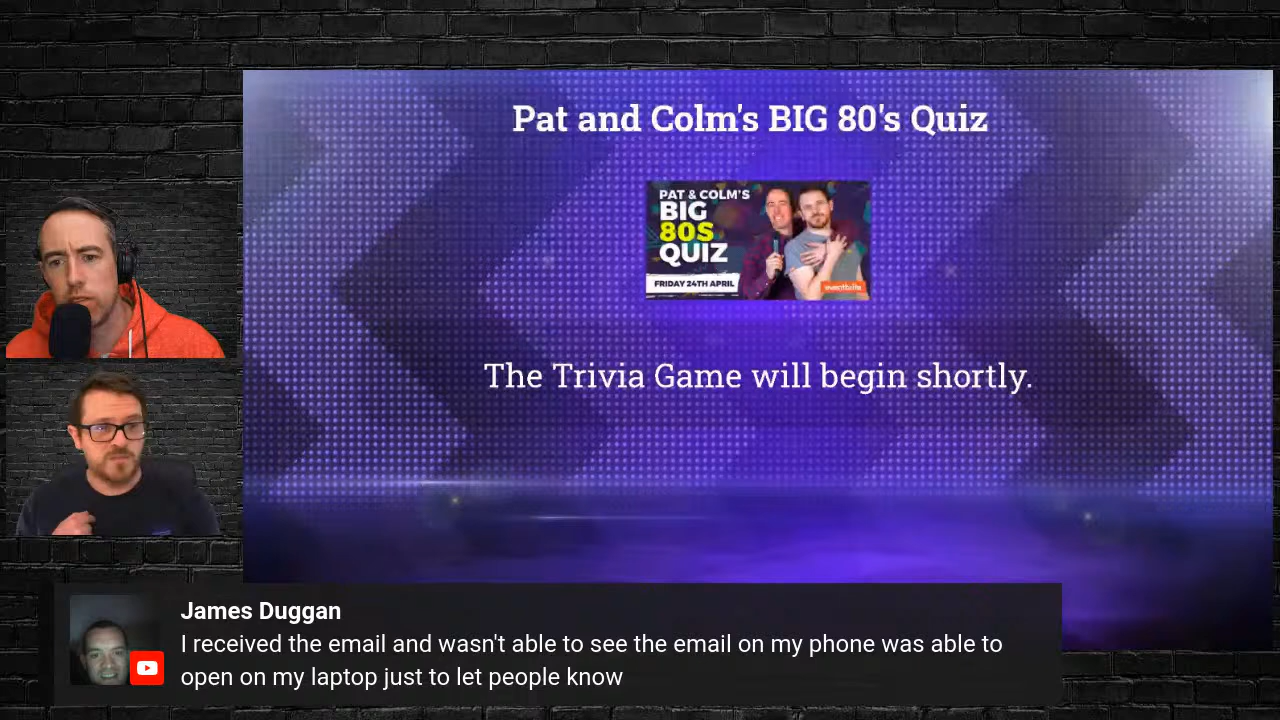 Pat and Colm's BIG 80's Quiz
PAT & COLM'S
BIG
80S
QUIZ
FRIDAY 24TH APRIL
eventbrite
The Trivia Game will begin shortly.
James Duggan
I received the email and wasn't able to see the email on my phone was able to
open on my laptop just to let people know